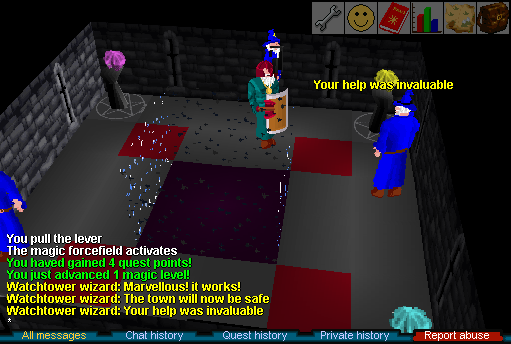 Your help was invaluable
You pull the lever
The magic forcefield activates
You haved gained 4 quest points!
You just advanced 1 magic level!
Watchtower wizard: Marvellous! it works!
Watchtower wizard: The town will now be safe
Watchtower wizard: Your help was invaluable
*
All messages Chat history Quest history Private history Report abuse